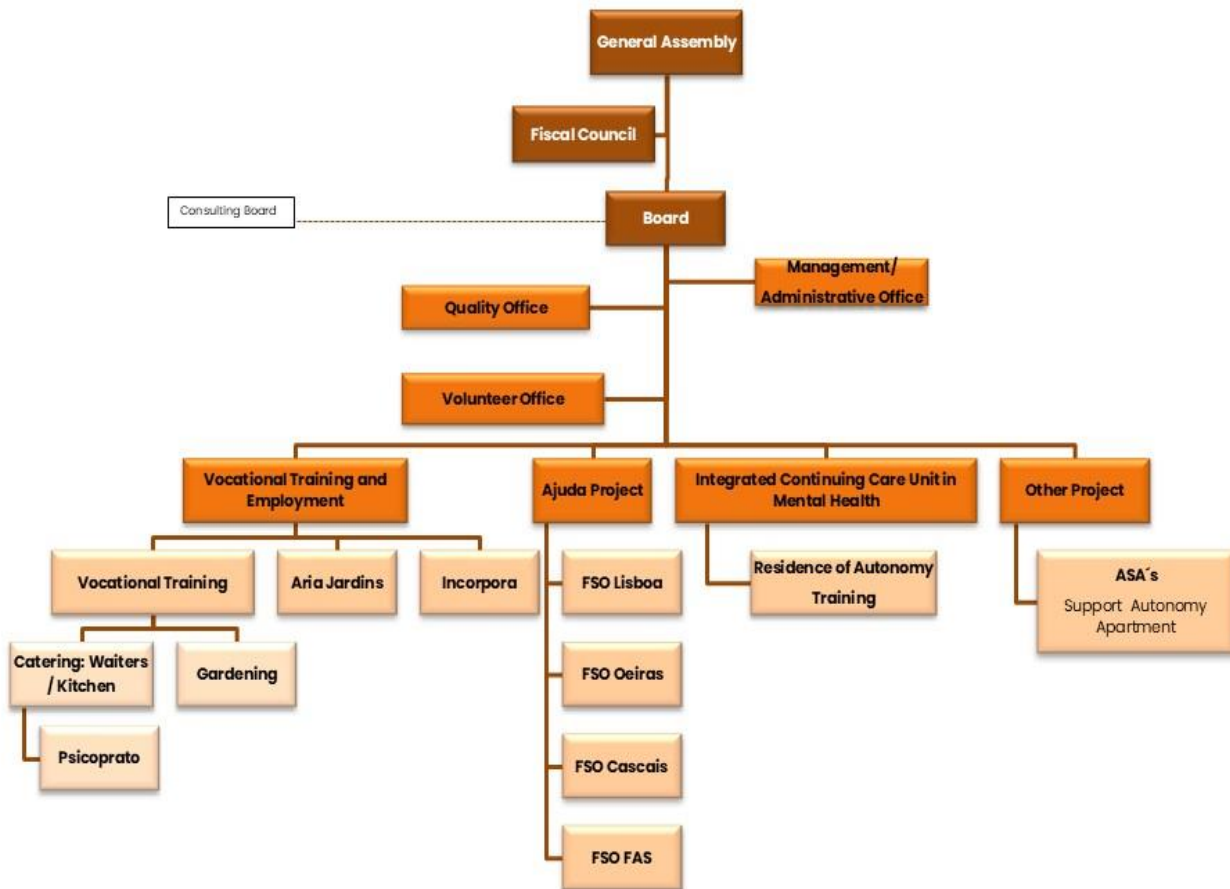 General Assembly
Fiscal Council
Consulting Board
Board
Management/
Administrative Office
Quality Office
Volunteer Office
Vocational Training and
Employment
Ajuda Project
Integrated Continuing Care Unit in
Mental Health
Other Project
Vocational Training
Aria Jardins
Incorpora
FSO Lisboa
Residence of Autonomy
Training
ASA´s
Support Autonomy
Apartment
Catering: Waiters
/ Kitchen
Gardening
FSO Oeiras
Psicoprato
FSO Cascais
FSO FAS